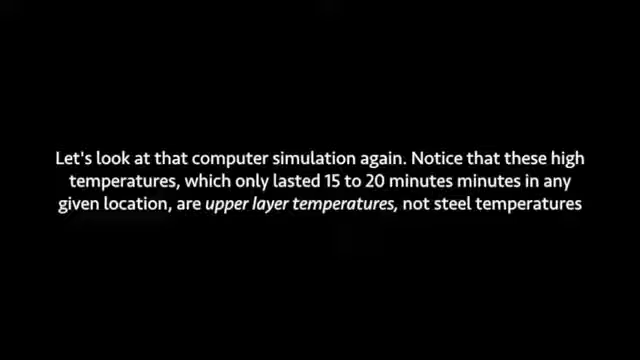 Let's look at that computer simulation again. Notice that these high
temperatures, which only lasted 15 to 20 minutes minutes in any
given location, are upper layer temperatures, not steel temperatures